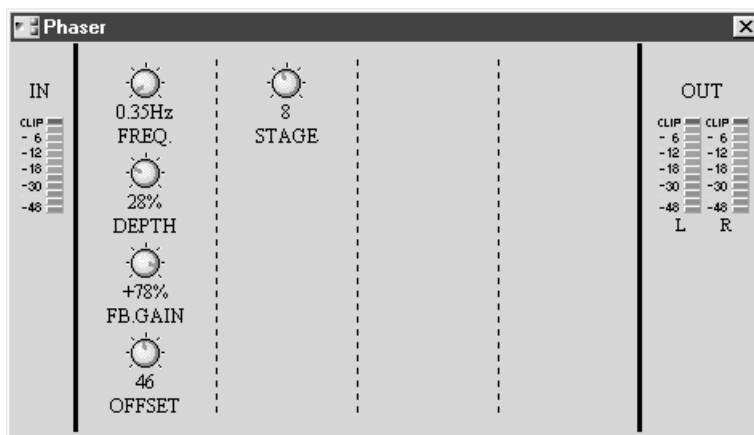 Phaser
IN
CLIP
- 6
-12
-18
-30
-48
0.35Hz
FREQ.
28%
DEPTH
+78%
FB.GAIN
46
OFFSET
8
STAGE
OUT
CLIP CLIP
- 6 - 6
-12 -12
-18 -18
-30 -30
-48 -48
L R